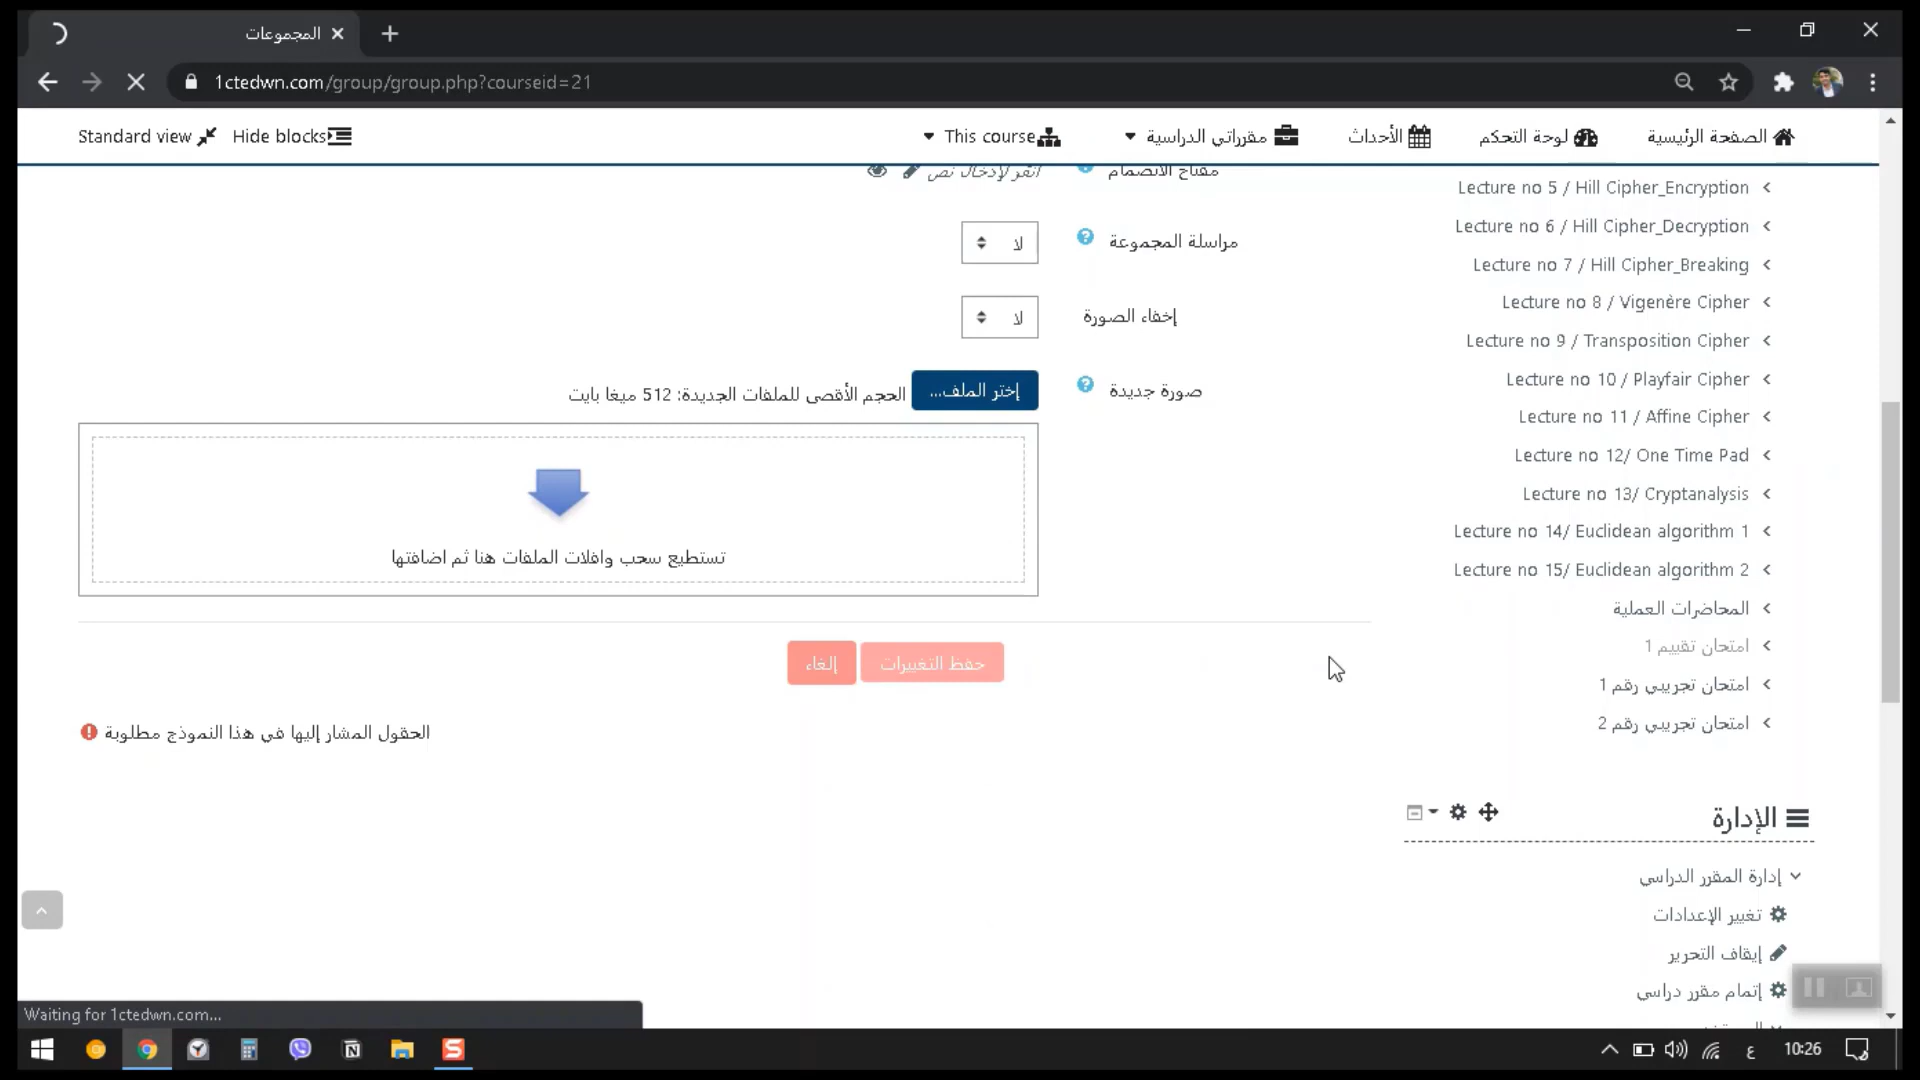 المجموعات
1ctedwn.com/group/group.php?courseid=21
الصفحة الرئيسية
لوحة التحكم
الأحداث
مقرراتي الدراسية
This course
Hide blocks
Standard view
مفتاح الانضمام
انقر لإدخال نص
مراسلة المجموعة
لا
إخفاء الصورة
لا
صورة جديدة
إختر الملف...
الحجم الأقصى للملفات الجديدة: 512 ميغا بايت
تستطيع سحب وافلات الملفات هنا ثم اضافتها
حفظ التغييرات
إلغاء
الحقول المشار إليها في هذا النموذج مطلوبة
Lecture no 5 / Hill Cipher_Encryption
Lecture no 6 / Hill Cipher_Decryption
Lecture no 7 / Hill Cipher_Breaking
Lecture no 8 / Vigenère Cipher
Lecture no 9 / Transposition Cipher
Lecture no 10 / Playfair Cipher
Lecture no 11 / Affine Cipher
Lecture no 12/ One Time Pad
Lecture no 13/ Cryptanalysis
Lecture no 14/ Euclidean algorithm 1
Lecture no 15/ Euclidean algorithm 2
المحاضرات العملية
امتحان تقييم 1
امتحان تجريبي رقم 1
امتحان تجريبي رقم 2
الإدارة
إدارة المقرر الدراسي
تغيير الإعدادات
إيقاف التحرير
إتمام مقرر دراسي
Waiting for 1ctedwn.com...
ع
10:26